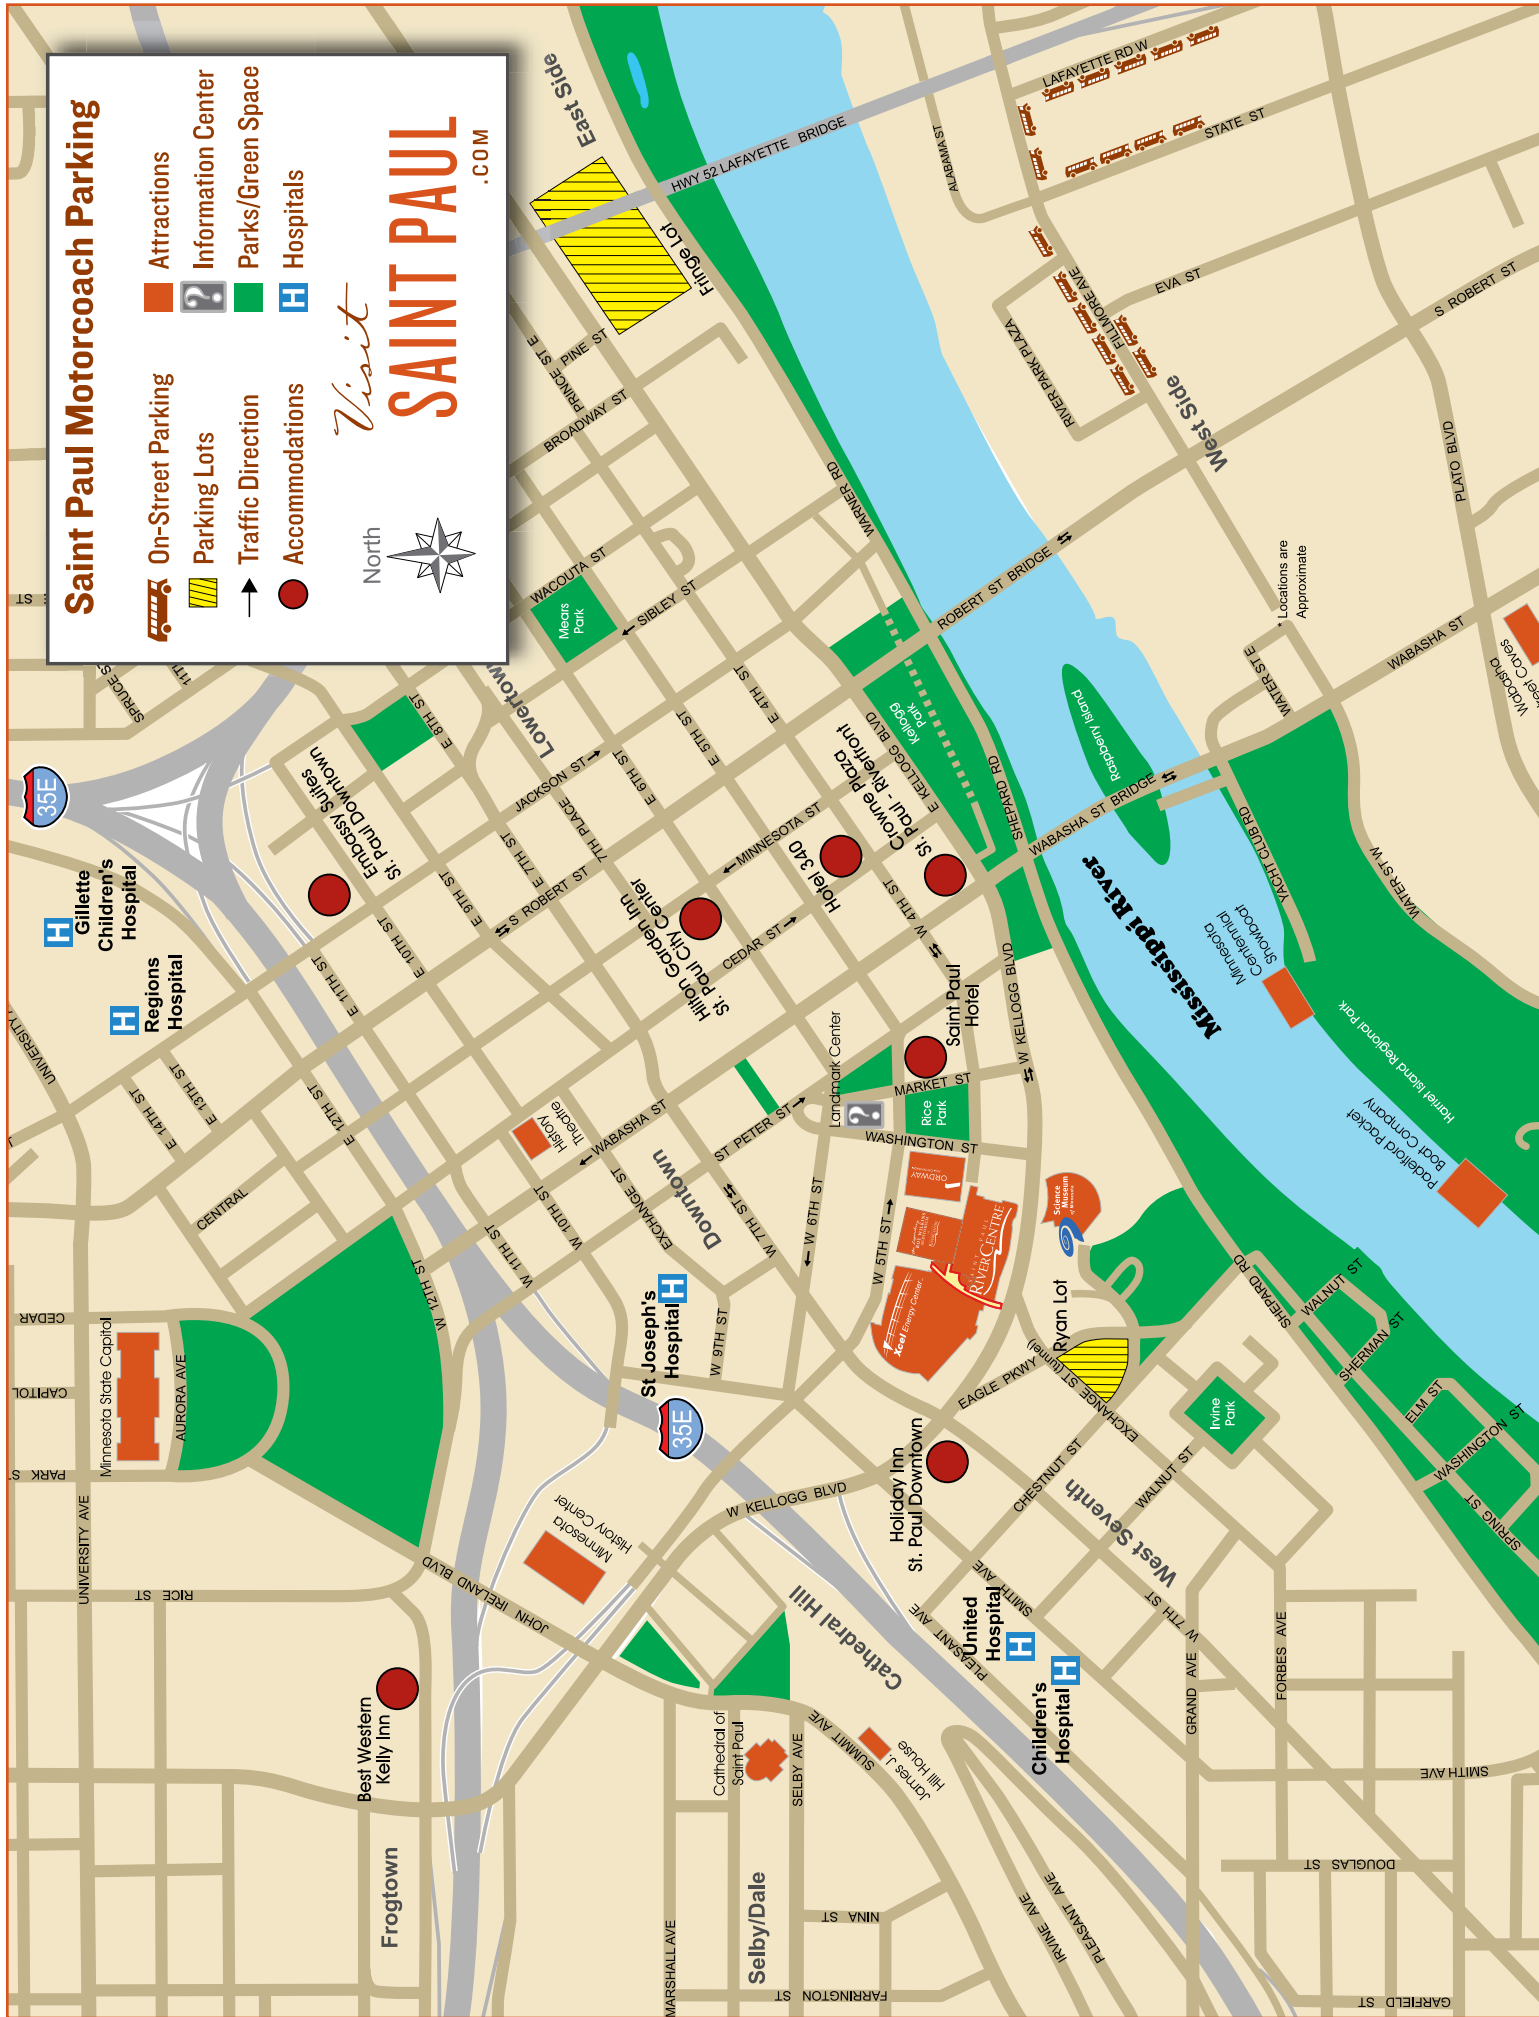 Saint Paul Motorcoach Parking
On-Street Parking
Parking Lots
Traffic Direction
Accommodations
Attractions
Information Center
Parks/Green Space
Hospitals
North
Visit
SAINT PAUL
.COM
East Side
Fringe Lot
HWY 52 LAFAYETTE BRIDGE
LAFAYETTE RD W
STATE ST
ALABAMA ST
FILLMORE AVE
EVA ST
RIVER PARK PLAZA
S ROBERT ST
PLATO BLVD
West Side
* Locations are
Approximate
WATER ST E
WABASHA ST
Wabasha
Street Caves
PRINCE ST E
PINE ST
BROADWAY ST
WARNER RD
WACOUTA ST
SIBLEY ST
Mears
Park
Lowertown
ROBERT ST BRIDGE
SPRUCE ST
11TH
ST
35E
E 8TH ST
JACKSON ST
E 6TH ST
E 5TH ST
E 4TH ST
7TH PLACE
E 7TH ST
E 9TH ST
E 10TH ST
E 11TH ST
E 12TH ST
E 13TH ST
E 14TH ST
S ROBERT ST
MINNESOTA ST
CEDAR ST
Embassy Suites
St. Paul Downtown
Hilton Garden Inn
St. Paul City Center
Hotel 340
Crowne Plaza
St. Paul - Riverfront
E KELLOGG BLVD
Kellogg
Park
SHEPARD RD
WABASHA ST BRIDGE
Raspberry Island
YACHT CLUB RD
WATER ST W
Mississippi River
Minnesota
Centennial
Showboat
Harriet Island Regional Park
Padelford Packet
Boat Company
H
Gillette
Children's
Hospital
H
Regions
Hospital
UNIVERSITY
CENTRAL
History
Theatre
WABASHA ST
EXCHANGE ST
Downtown
ST PETER ST
W 7TH ST
W 10TH ST
W 11TH ST
W 12TH ST
W 9TH ST
W 6TH ST
W 5TH ST
W 4TH ST
Landmark Center
Saint Paul
Hotel
MARKET ST
Rice
Park
WASHINGTON ST
W KELLOGG BLVD
ORDWAY
SAINT PAUL
RIVERCENTRE
Xcel Energy Center
Science
Museum
of Minnesota
St Joseph's
Hospital
H
35E
CEDAR
CAPITOL
PARK ST
Minnesota State Capitol
AURORA AVE
UNIVERSITY AVE
RICE ST
JOHN IRELAND BLVD
Minnesota
History Center
W KELLOGG BLVD
Ryan Lot
EAGLE PKWY
EXCHANGE ST (tunnel)
Irvine
Park
SHEPARD RD
WALNUT ST
SHERMAN ST
ELM ST
WASHINGTON ST
SPRING ST
CHESTNUT ST
WALNUT ST
West Seventh
W 7TH ST
SMITH AVE
Holiday Inn
St. Paul Downtown
PLEASANT AVE
United
Hospital
H
Children's
Hospital
H
GRAND AVE
FORBES AVE
SMITH AVE
DOUGLAS ST
GARFIELD ST
Cathedral Hill
Cathedral of
Saint Paul
SELBY AVE
SUMMIT AVE
James J.
Hill House
Best Western
Kelly Inn
Frogtown
Selby/Dale
MARSHALL AVE
NINA ST
FARRINGTON ST
IRVINE AVE
PLEASANT AVE